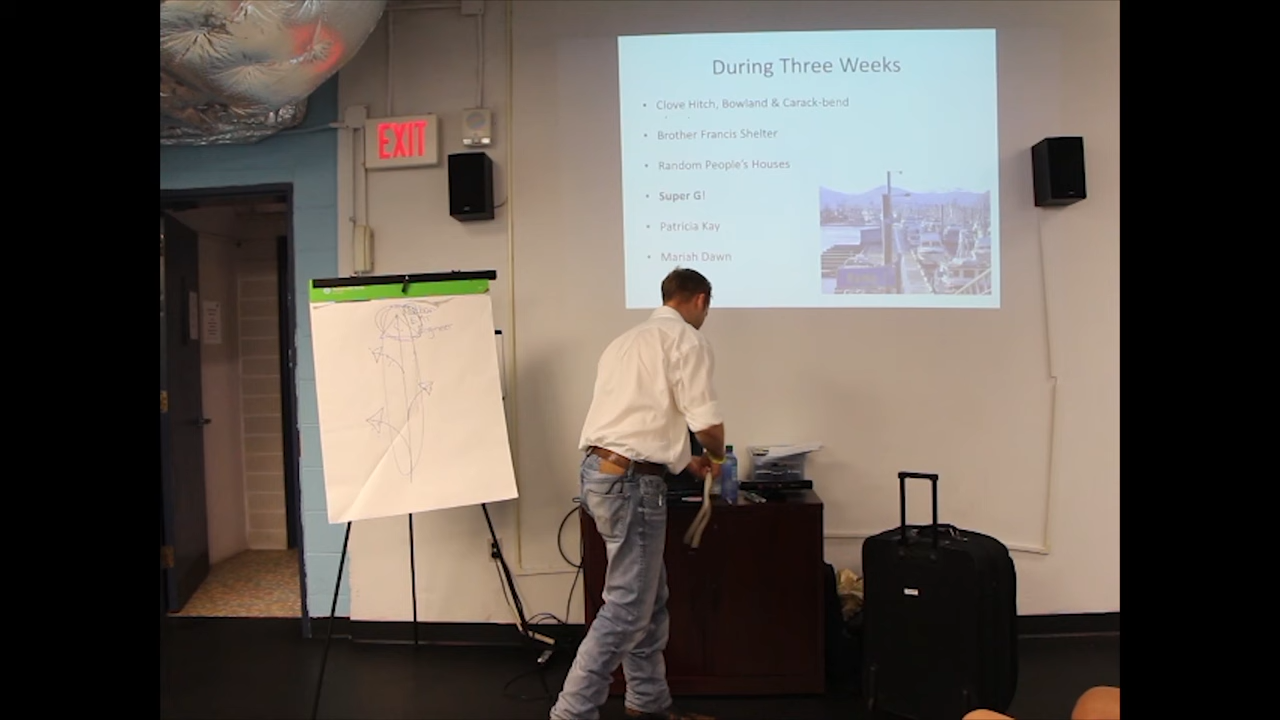 During Three Weeks
• Clove Hitch, Bowland & Carack-bend
• Brother Francis Shelter
• Random People's Houses
• Super G!
• Patricia Kay
• Mariah Dawn
EXIT
Engineer